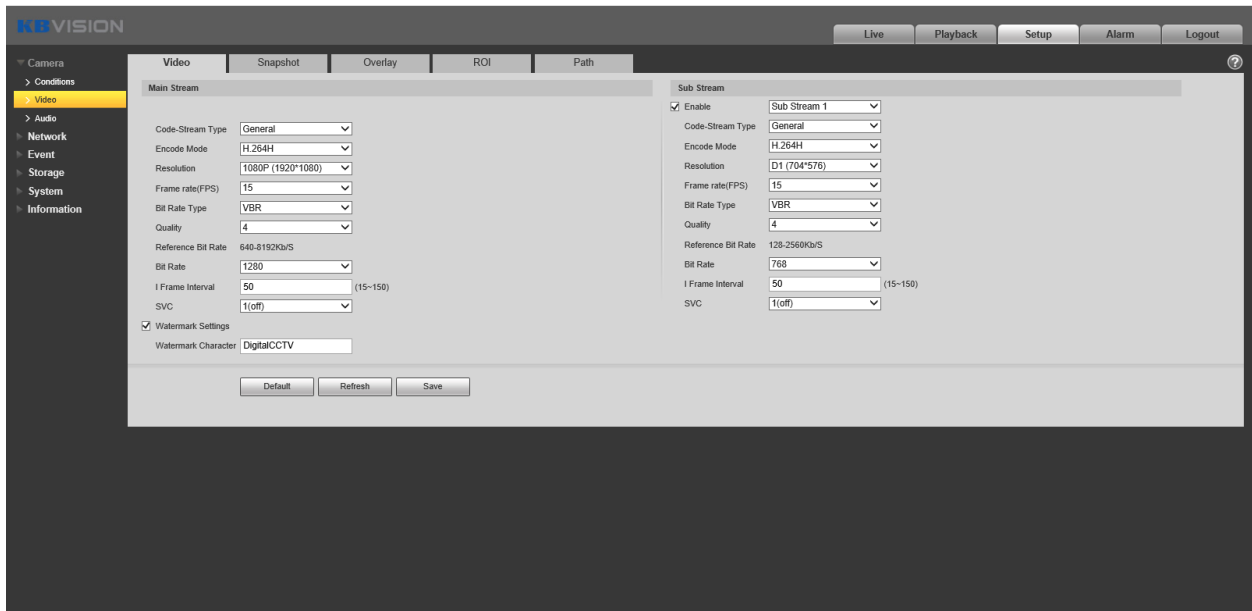 KBVISION
Live Playback Setup Alarm Logout
Camera
Conditions
Video
Audio
Network
Event
Storage
System
Information
Video Snapshot Overlay ROI Path
Main Stream
Code-Stream Type General
Encode Mode H.264H
Resolution 1080P (1920*1080)
Frame rate(FPS) 15
Bit Rate Type VBR
Quality 4
Reference Bit Rate 640-8192Kb/S
Bit Rate 1280
I Frame Interval 50 (15~150)
SVC 1(off)
Watermark Settings
Watermark Character DigitalCCTV
Sub Stream
Enable Sub Stream 1
Code-Stream Type General
Encode Mode H.264H
Resolution D1 (704*576)
Frame rate(FPS) 15
Bit Rate Type VBR
Quality 4
Reference Bit Rate 128-2560Kb/S
Bit Rate 768
I Frame Interval 50 (15~150)
SVC 1(off)
Default Refresh Save